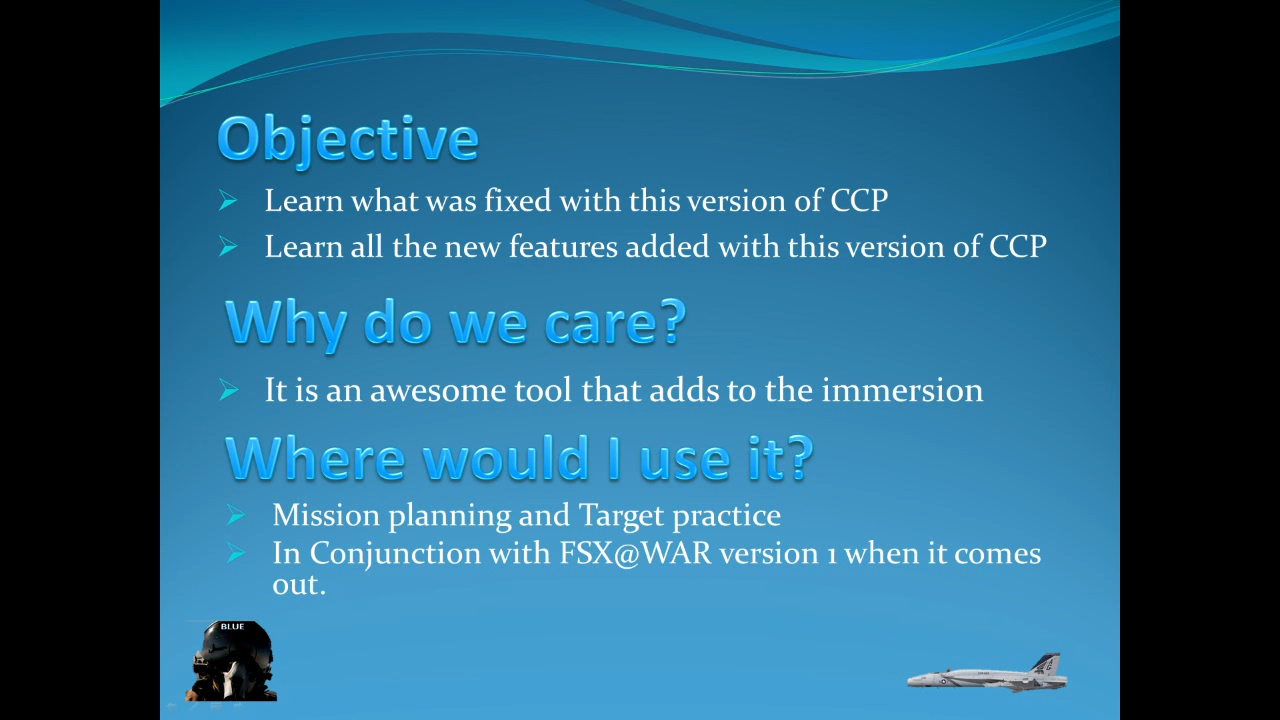 Objective
Learn what was fixed with this version of CCP
Learn all the new features added with this version of CCP
Why do we care?
It is an awesome tool that adds to the immersion
Where would I use it?
Mission planning and Target practice
In Conjunction with FSX@WAR version 1 when it comes
out.
BLUE